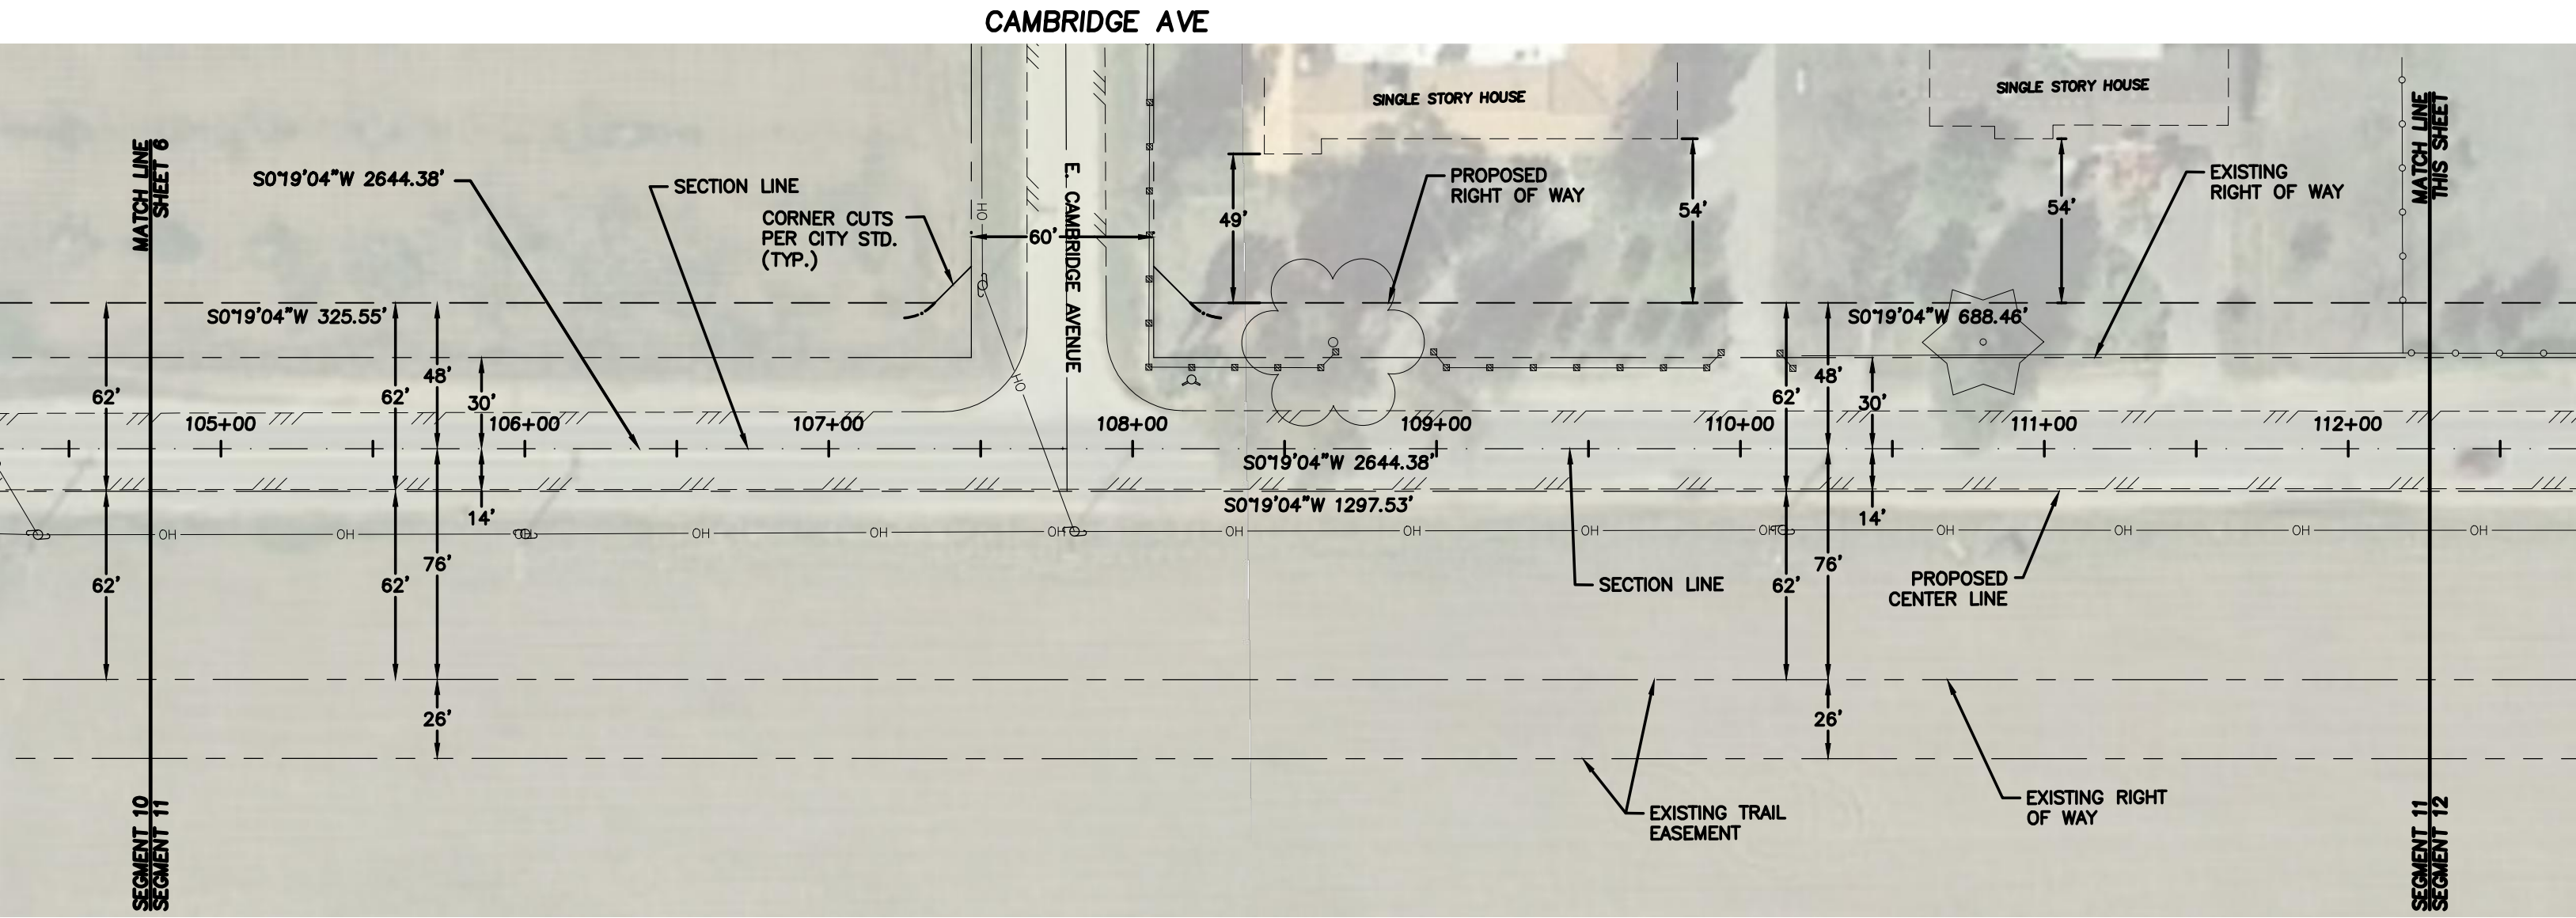 CAMBRIDGE AVE
SINGLE STORY HOUSE
SINGLE STORY HOUSE
MATCH LINE
SHEET 6
MATCH LINE
THIS SHEET
S0°19'04"W 2644.38'
SECTION LINE
CORNER CUTS
PER CITY STD.
(TYP.)
60'
E. CAMBRIDGE AVENUE
49'
PROPOSED
RIGHT OF WAY
54'
54'
EXISTING
RIGHT OF WAY
OH
OH
S0°19'04"W 325.55'
S0°19'04"W 688.46'
62'
62'
48'
30'
62'
48'
30'
105+00
106+00
107+00
108+00
109+00
110+00
111+00
112+00
S0°19'04"W 2644.38'
S0°19'04"W 1297.53'
14'
14'
OH
OH
OH
OH
OH
OH
OH
OH
OH
OH
OH
OH
OH
OH
62'
62'
76'
62'
76'
SECTION LINE
PROPOSED
CENTER LINE
26'
26'
EXISTING TRAIL
EASEMENT
EXISTING RIGHT
OF WAY
SEGMENT 10
SEGMENT 11
SEGMENT 11
SEGMENT 12